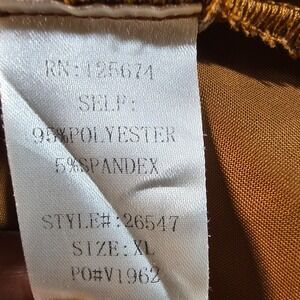 RN:125674
SELF:
95%POLYESTER
5%SPANDEX
STYLE#:26547
SIZE:XL
PO#V1962